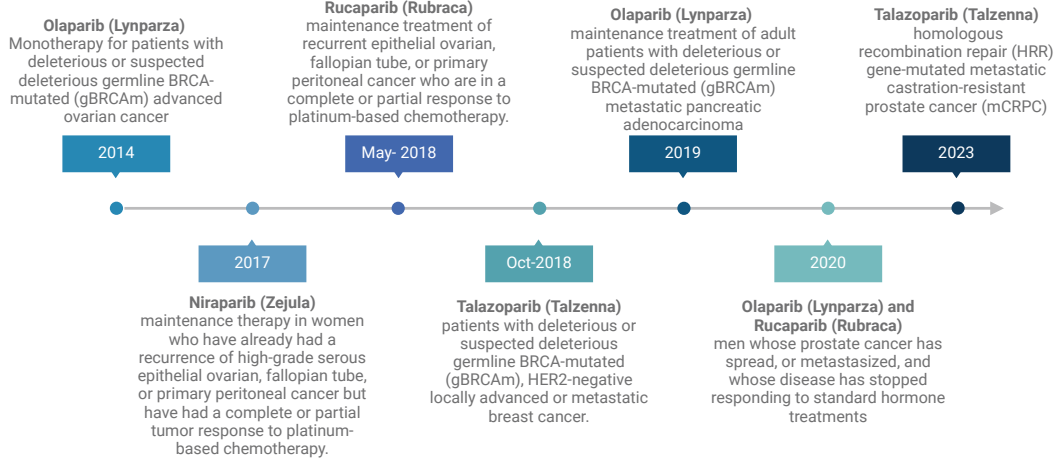 Olaparib (Lynparza)
Monotherapy for patients with
deleterious or suspected
deleterious germline BRCA-
mutated (gBRCAm) advanced
ovarian cancer
2014
Niraparib (Zejula)
maintenance therapy in women
who have already had a
recurrence of high-grade serous
epithelial ovarian, fallopian tube,
or primary peritoneal cancer but
have had a complete or partial
tumor response to platinum-
based chemotherapy.
2017
Rucaparib (Rubraca)
maintenance treatment of
recurrent epithelial ovarian,
fallopian tube, or primary
peritoneal cancer who are in a
complete or partial response to
platinum-based chemotherapy.
May- 2018
Oct-2018
Talazoparib (Talzenna)
patients with deleterious or
suspected deleterious
germline BRCA-mutated
(gBRCAm), HER2-negative
locally advanced or metastatic
breast cancer.
Olaparib (Lynparza)
maintenance treatment of adult
patients with deleterious or
suspected deleterious germline
BRCA-mutated (gBRCAm)
metastatic pancreatic
adenocarcinoma
2019
2020
Olaparib (Lynparza) and
Rucaparib (Rubraca)
men whose prostate cancer has
spread, or metastasized, and
whose disease has stopped
responding to standard hormone
treatments
Talazoparib (Talzenna)
homologous
recombination repair (HRR)
gene-mutated metastatic
castration-resistant
prostate cancer (mCRPC)
2023